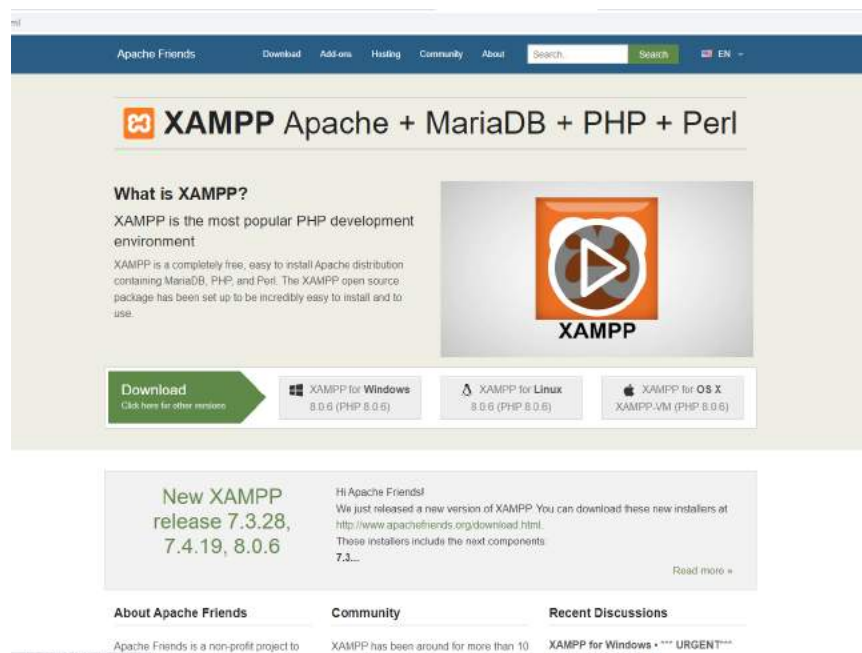 Apache Friends
Download
Add-ons
Hosting
Community
About
Search.
Search
EN
XAMPP Apache + MariaDB + PHP + Perl
What is XAMPP?
XAMPP is the most popular PHP development
environment
XAMPP is a completely free, easy to install Apache distribution
containing MariaDB, PHP, and Perl. The XAMPP open source
package has been set up to be incredibly easy to install and to
use.
XAMPP
Download
Click here for other versions
XAMPP for Windows
8.0.6 (PHP 8.0.6)
XAMPP for Linux
8.0.6 (PHP 8.0.6)
XAMPP for OS X
XAMPP-VM (PHP 8.0.6)
New XAMPP
release 7.3.28,
7.4.19, 8.0.6
Hi Apache Friends!
We just released a new version of XAMPP. You can download these new installers at
http://www.apachefriends.org/download.html.
These installers include the next components:
7.3...
Read more »
About Apache Friends
Apache Friends is a non-profit project to
Community
XAMPP has been around for more than 10
Recent Discussions
XAMPP for Windows • *** URGENT***